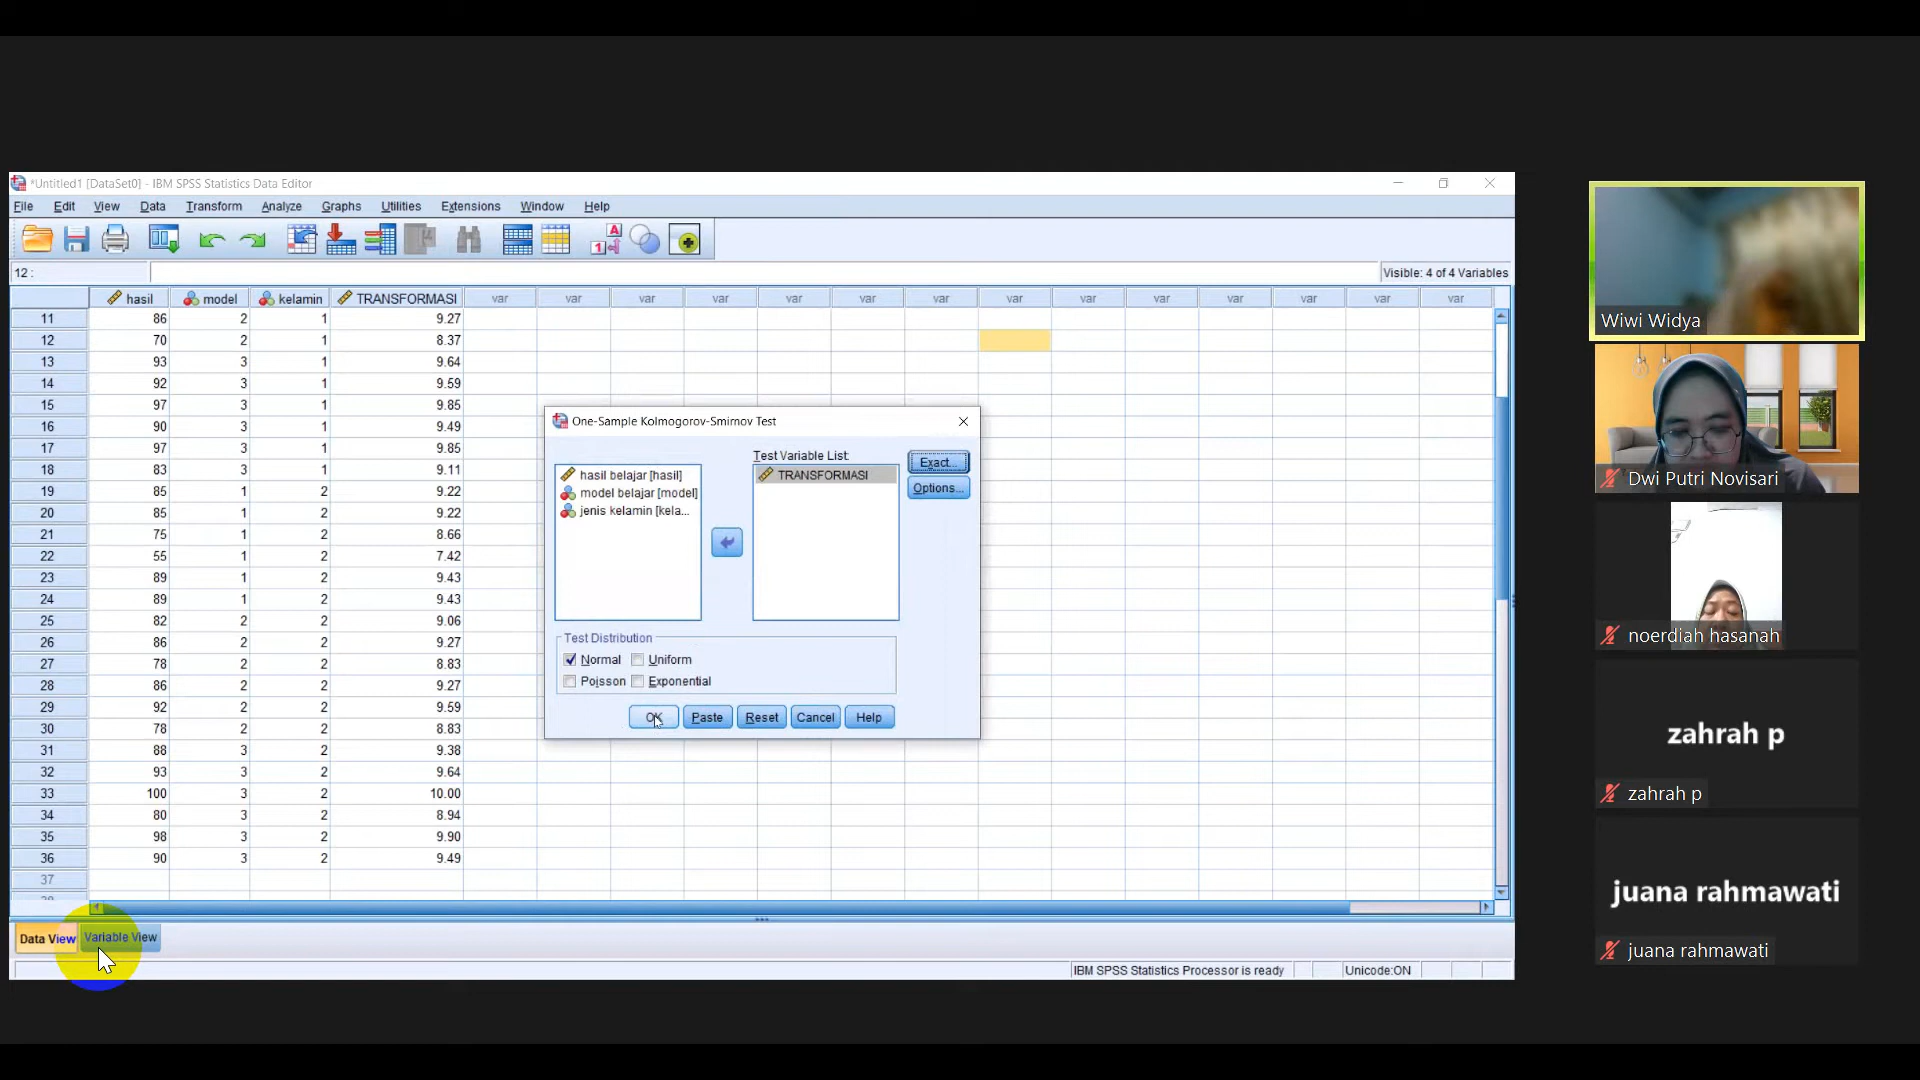 *Untitled1 [DataSet0] - IBM SPSS Statistics Data Editor
File Edit View Data Transform Analyze Graphs Utilities Extensions Window Help
12 :
Visible: 4 of 4 Variables
hasil model kelamin TRANSFORMASI var var var var var var var var var var var var var var
11 86 2 1 9.27
12 70 2 1 8.37
13 93 3 1 9.64
14 92 3 1 9.59
15 97 3 1 9.85
16 90 3 1 9.49
17 97 3 1 9.85
18 83 3 1 9.11
19 85 1 2 9.22
20 85 1 2 9.22
21 75 1 2 8.66
22 55 1 2 7.42
23 89 1 2 9.43
24 89 1 2 9.43
25 82 2 2 9.06
26 86 2 2 9.27
27 78 2 2 8.83
28 86 2 2 9.27
29 92 2 2 9.59
30 78 2 2 8.83
31 88 3 2 9.38
32 93 3 2 9.64
33 100 3 2 10.00
34 80 3 2 8.94
35 98 3 2 9.90
36 90 3 2 9.49
37
One-Sample Kolmogorov-Smirnov Test
Test Variable List:
hasil belajar [hasil]
model belajar [model]
jenis kelamin [kela...
TRANSFORMASI
Exact...
Options...
Test Distribution
Normal Uniform
Poisson Exponential
OK Paste Reset Cancel Help
Data View Variable View
IBM SPSS Statistics Processor is ready
Unicode:ON
Wiwi Widya
Dwi Putri Novisari
noerdiah hasanah
zahrah p
zahrah p
juana rahmawati
juana rahmawati